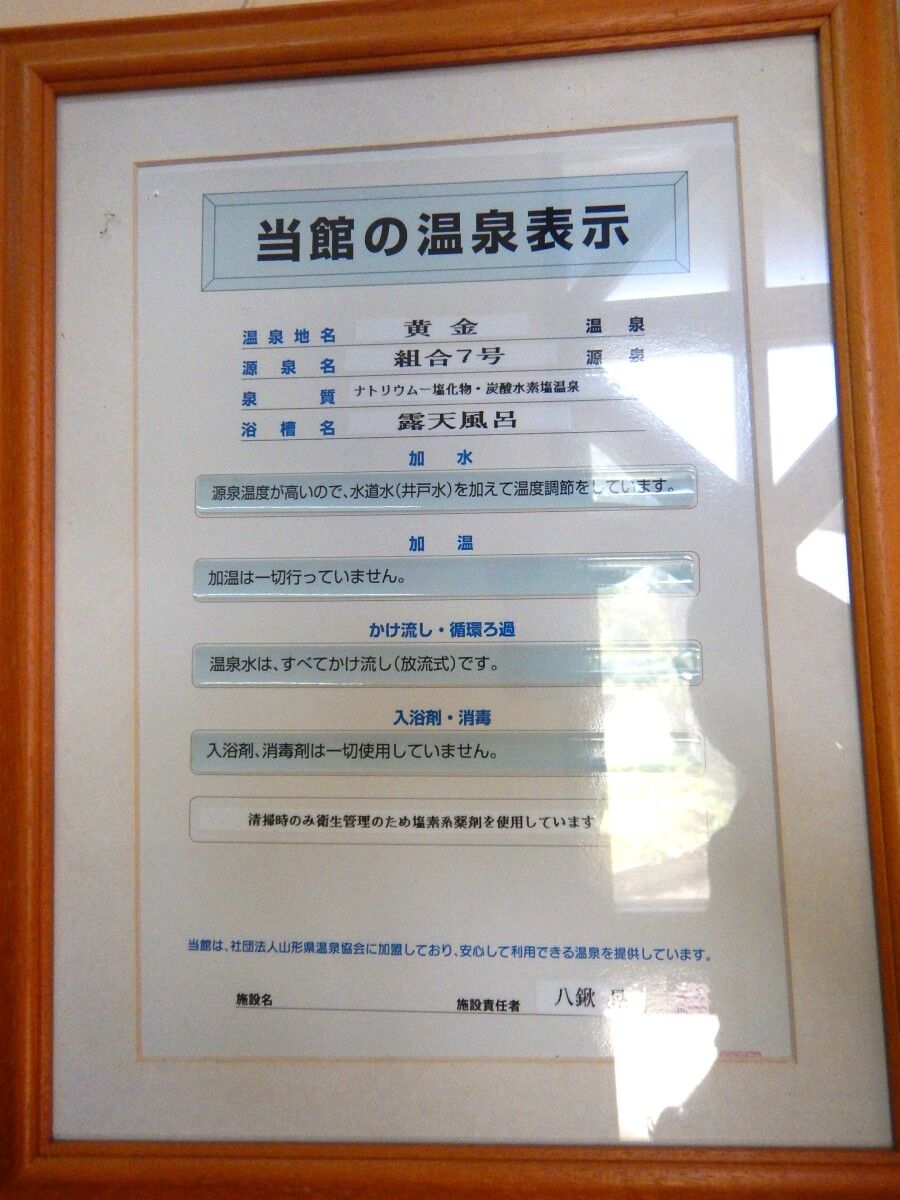 当館の温泉表示
温泉地名 黄金 温泉
源泉名 組合7号 源泉
泉質 ナトリウムー塩化物・炭酸水素塩温泉
浴槽名 露天風呂
加水
源泉温度が高いので、水道水(井戸水)を加えて温度調節をしています。
加温
加温は一切行っていません。
かけ流し・循環ろ過
温泉水は、すべてかけ流し(放流式)です。
入浴剤・消毒
入浴剤、消毒剤は一切使用していません。
清掃時のみ衛生管理のため塩素系薬剤を使用しています
当館は、社団法人山形県温泉協会に加盟しており、安心して利用できる温泉を提供しています。
施設名 施設責任者 八鍬